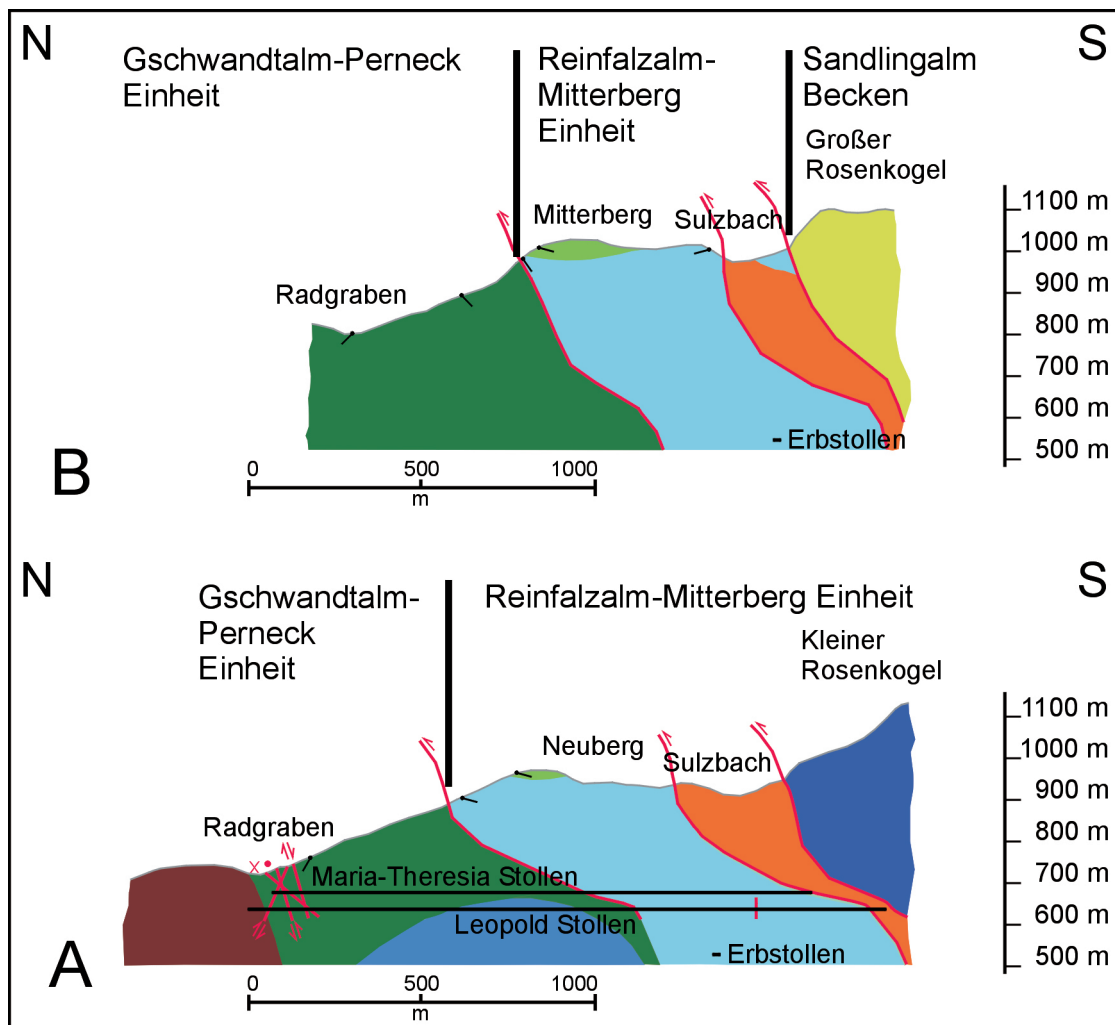 N
S
Gschwandtalm-Perneck
Einheit
Reinfalzalm-
Mitterberg
Einheit
Sandlingalm
Becken
Großer
Rosenkogel
Mitterberg
Sulzbach
Radgraben
1100 m
1000 m
900 m
800 m
700 m
600 m
500 m
Erbstollen
B
0
500
1000
m
N
S
Gschwandtalm-
Perneck
Einheit
Reinfalzalm-Mitterberg Einheit
Kleiner
Rosenkogel
Neuberg
Sulzbach
Radgraben
x
Maria-Theresia Stollen
Leopold Stollen
Erbstollen
1100 m
1000 m
900 m
800 m
700 m
600 m
500 m
A
0
500
1000
m